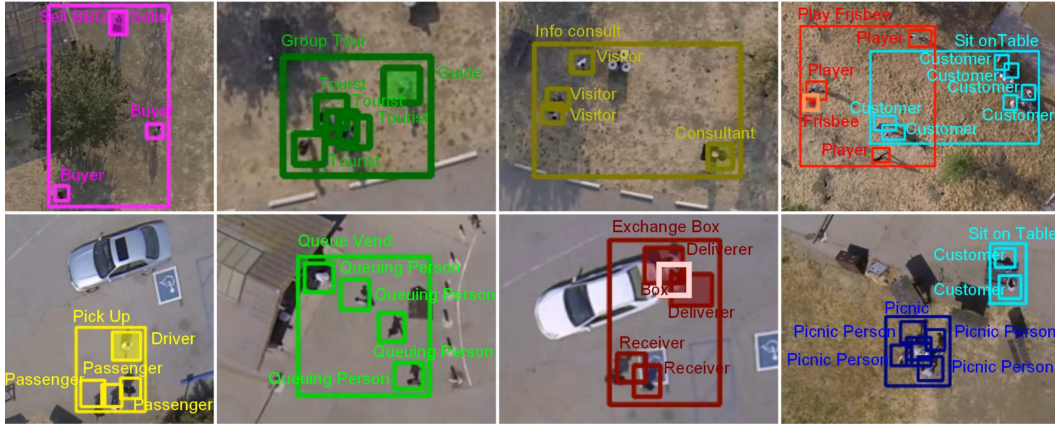 Sell BBQ
Seller
Buyer
Buyer
Group Tour
Guide
Tourst
Tourist
Tourist
Tourist
Info consult
Visitor
Visitor
Visitor
Consultant
Play Frisbee
Player
Sit onTable
Customer
Customer
Customer
Customer
Player
Frisbee
Customer
Customer
Player
Pick Up
Driver
Passenger
Passenger
Passenger
Queue Vend
Queuing Person
Queuing Person
Queuing Person
Queuing Person
Exchange Box
Deliverer
Box
Deliverer
Receiver
Receiver
Sit on Table
Customer
Customer
Picnic
Picnic Person
Picnic Person
Picnic Person
Picnic Person